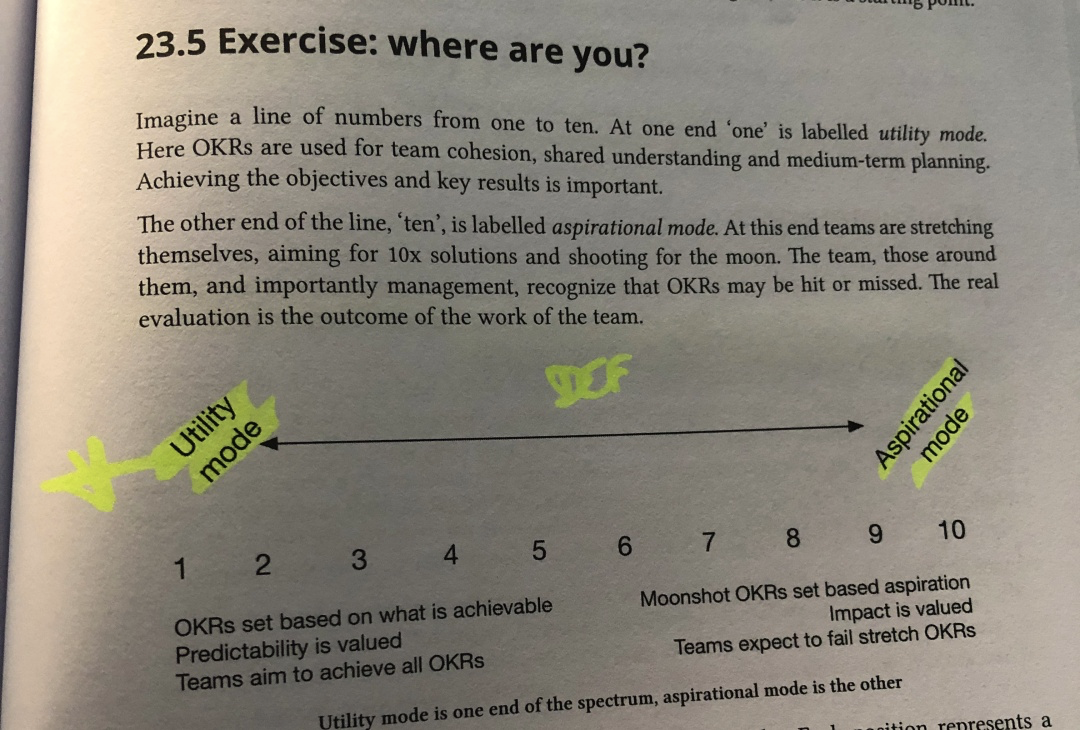 starting point.
23.5 Exercise: where are you?
Imagine a line of numbers from one to ten. At one end ‘one’ is labelled utility mode.
Here OKRs are used for team cohesion, shared understanding and medium-term planning.
Achieving the objectives and key results is important.
The other end of the line, ‘ten’, is labelled aspirational mode. At this end teams are stretching
themselves, aiming for 10x solutions and shooting for the moon. The team, those around
them, and importantly management, recognize that OKRs may be hit or missed. The real
evaluation is the outcome of the work of the team.
Utility
mode
Aspirational
mode
1 2 3 4 5 6 7 8 9 10
OKRs set based on what is achievable
Predictability is valued
Teams aim to achieve all OKRs
Moonshot OKRs set based aspiration
Impact is valued
Teams expect to fail stretch OKRs
Utility mode is one end of the spectrum, aspirational mode is the other
position represents a